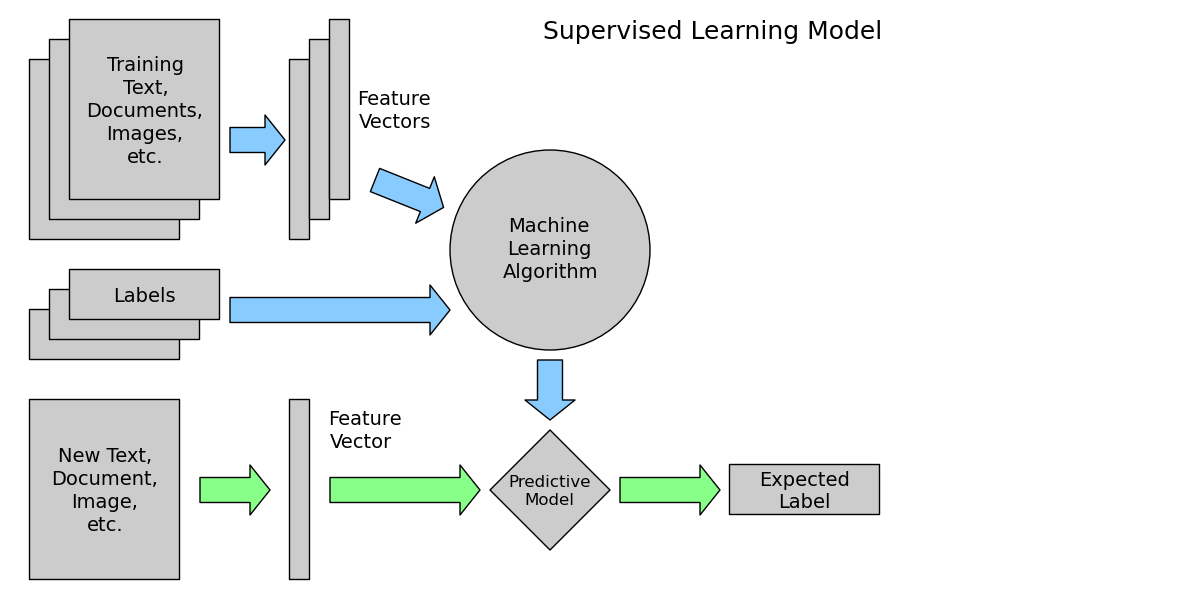 Supervised Learning Model
Training
Text,
Documents,
Images,
etc.
Feature
Vectors
Machine
Learning
Algorithm
Labels
New Text,
Document,
Image,
etc.
Feature
Vector
Predictive
Model
Expected
Label